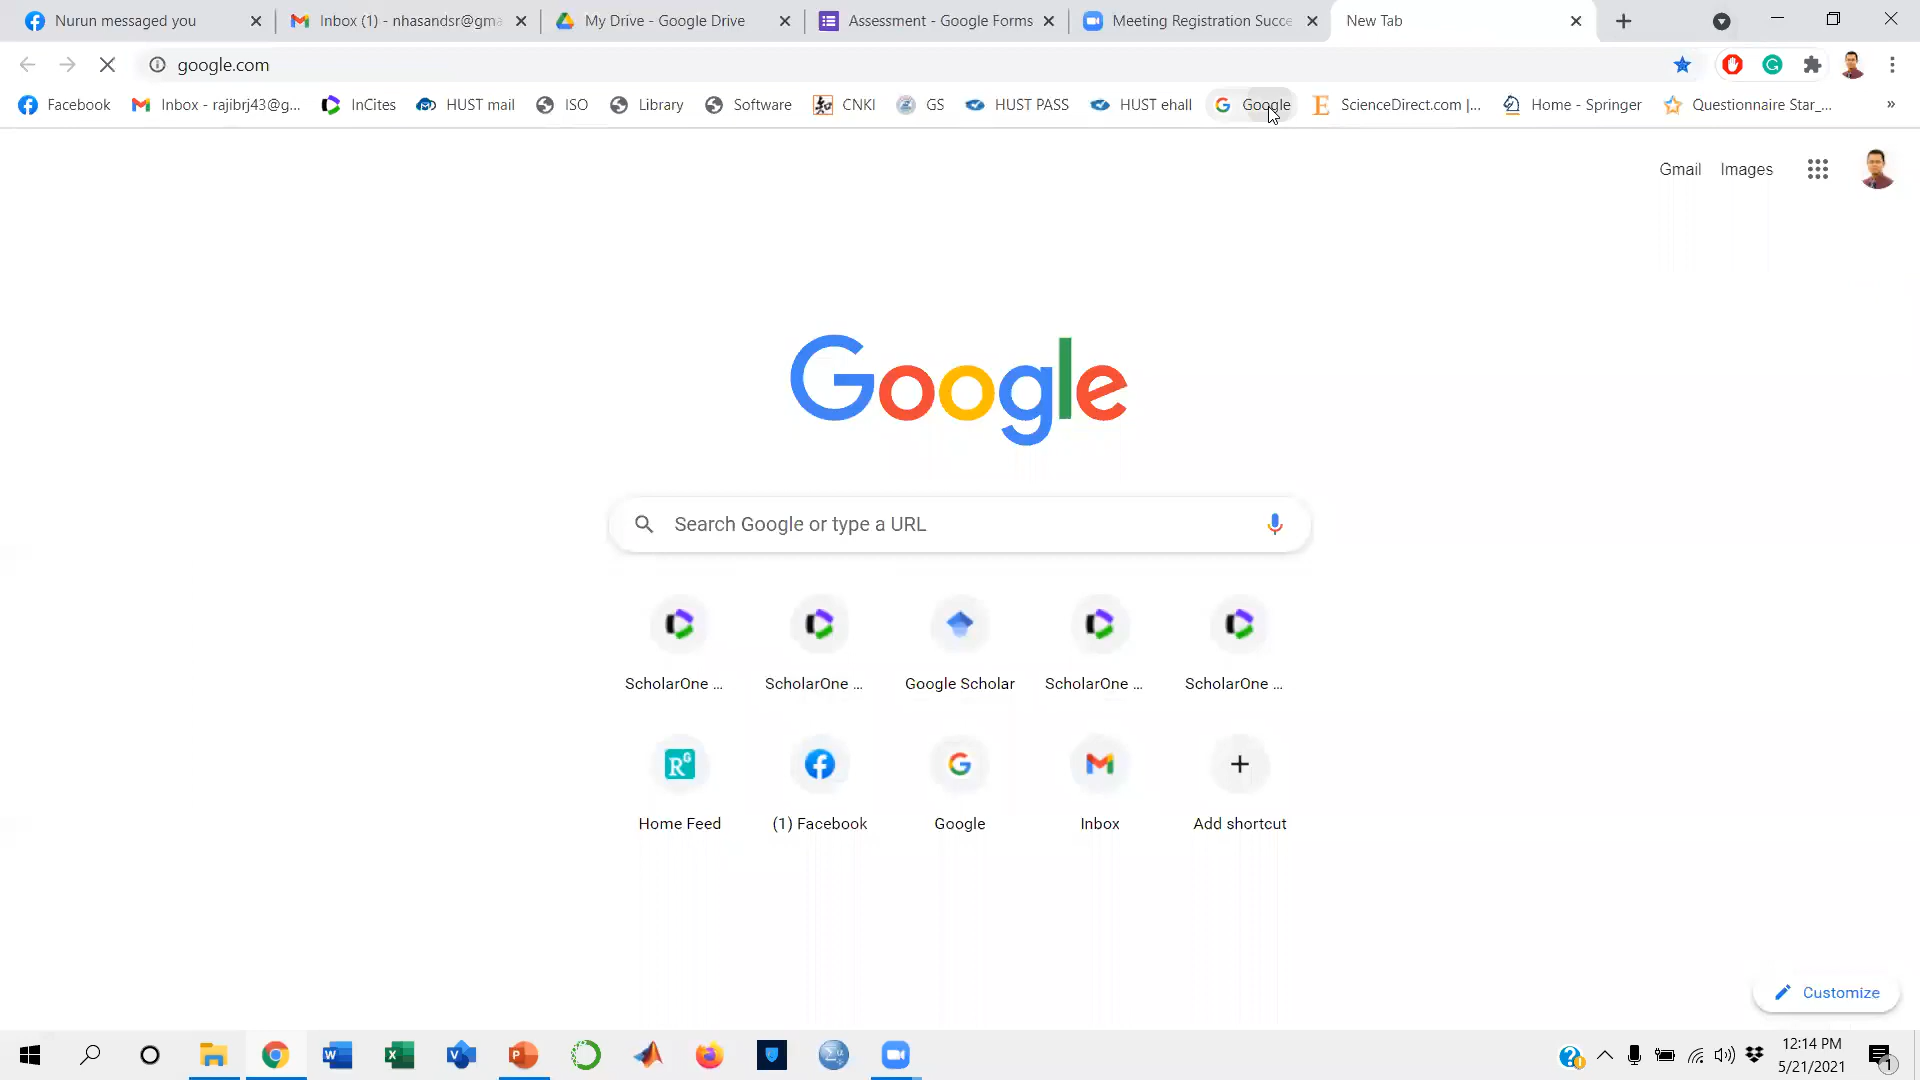 Nurun messaged you
Inbox (1) - nhasandsr@gma
My Drive - Google Drive
Assessment - Google Forms
Meeting Registration Succe
New Tab
google.com
Facebook
Inbox - rajibrj43@g...
InCites
HUST mail
ISO
Library
Software
CNKI
GS
HUST PASS
HUST ehall
Google
ScienceDirect.com |...
Home - Springer
Questionnaire Star_...
»
Gmail
Images
Google
Search Google or type a URL
ScholarOne ...
ScholarOne ...
Google Scholar
ScholarOne ...
ScholarOne ...
Home Feed
(1) Facebook
Google
Inbox
Add shortcut
Customize
12:14 PM
5/21/2021
1